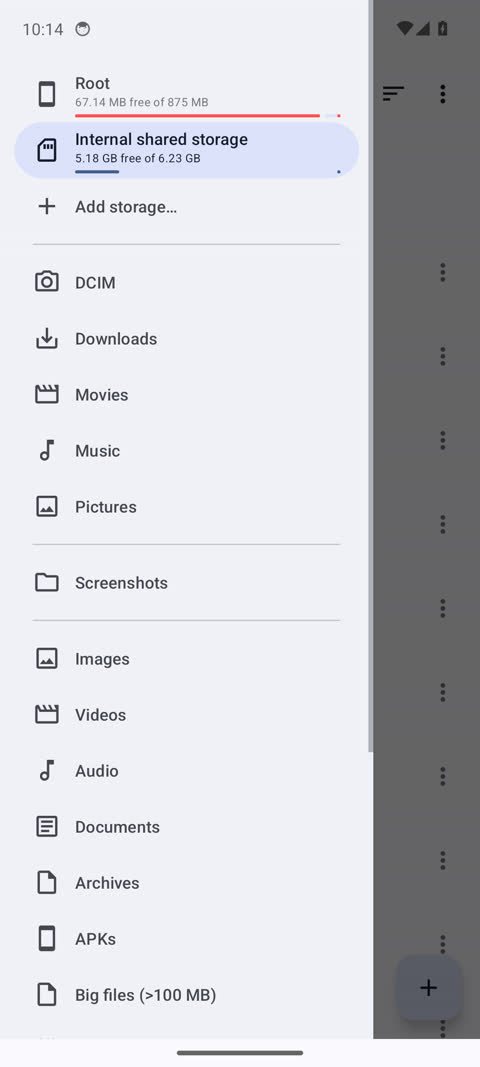 10:14
Root
67.14 MB free of 875 MB
Internal shared storage
5.18 GB free of 6.23 GB
Add storage...
DCIM
Downloads
Movies
Music
Pictures
Screenshots
Images
Videos
Audio
Documents
Archives
APKs
Big files (>100 MB)